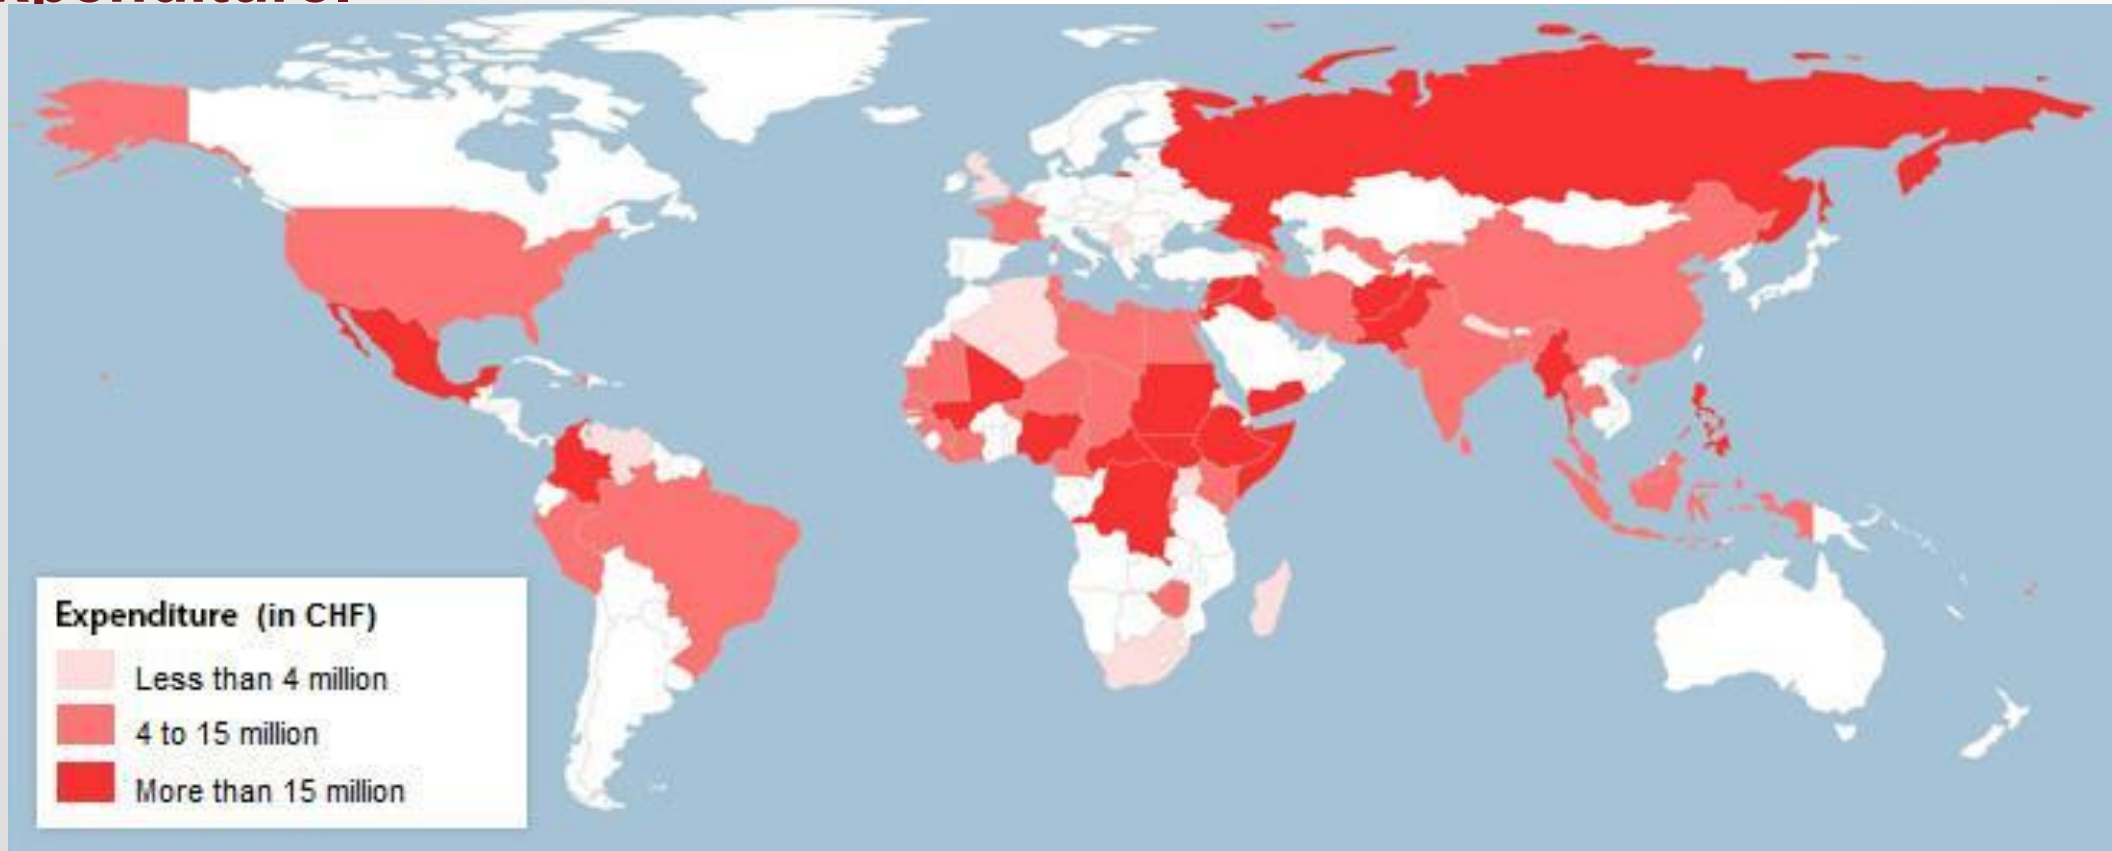 Expenditure (in CHF)
Less than 4 million
4 to 15 million
More than 15 million